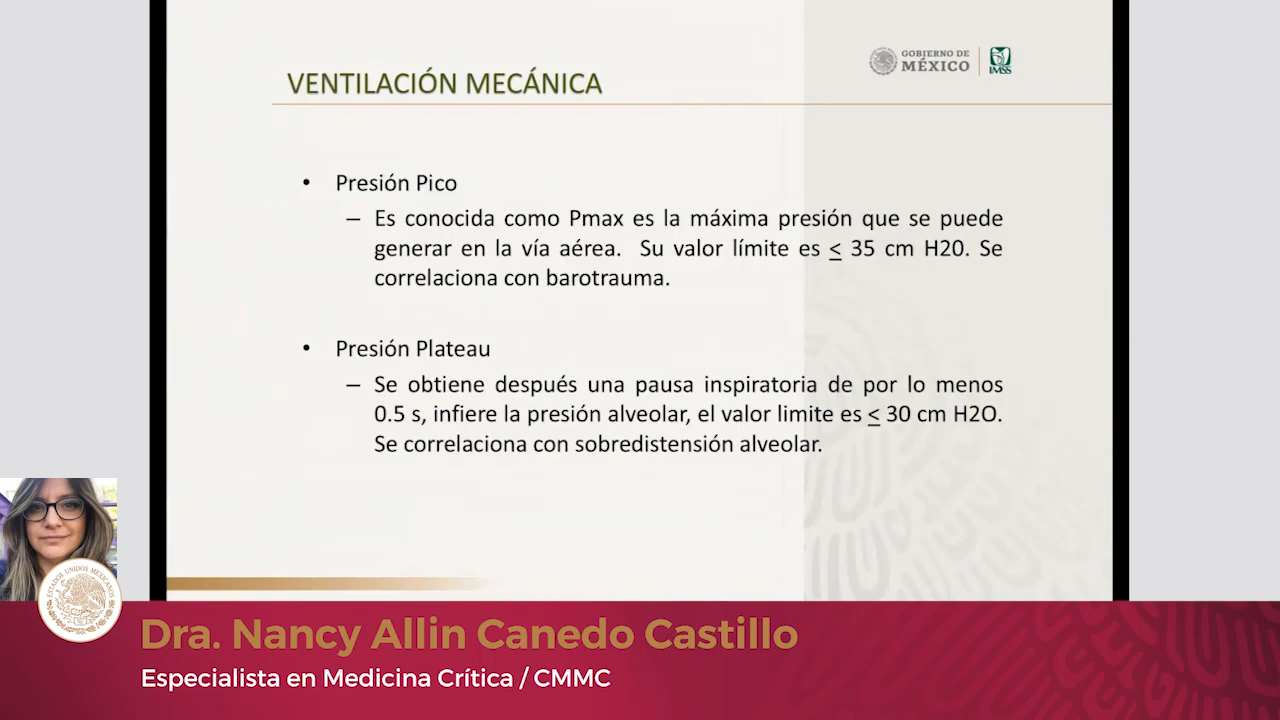 GOBIERNO DE
MÉXICO
IMSS
VENTILACIÓN MECÁNICA
• Presión Pico
– Es conocida como Pmax es la máxima presión que se puede
generar en la vía aérea. Su valor límite es < 35 cm H20. Se
correlaciona con barotrauma.
• Presión Plateau
– Se obtiene después una pausa inspiratoria de por lo menos
0.5 s, infiere la presión alveolar, el valor limite es < 30 cm H2O.
Se correlaciona con sobredistensión alveolar.
ESTADOS UNIDOS MEXICANOS
Dra. Nancy Allin Canedo Castillo
Especialista en Medicina Crítica / CMMC